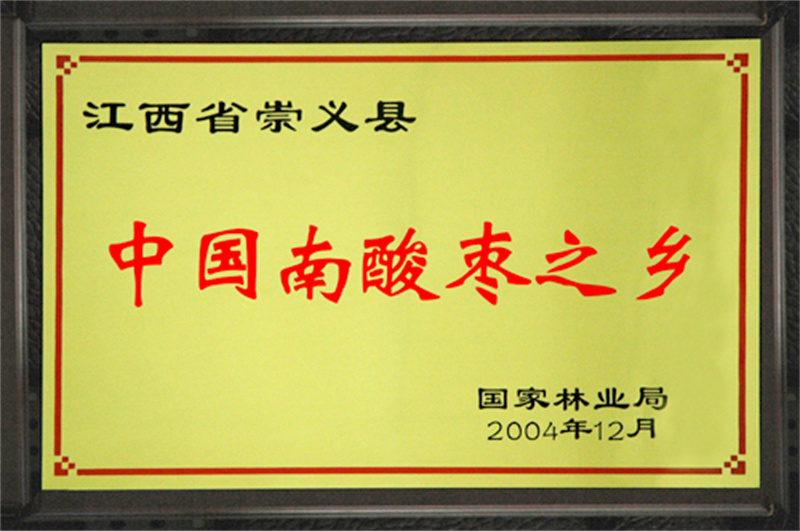 江西省崇义县
中国南酸枣之乡
国家林业局
2004年12月